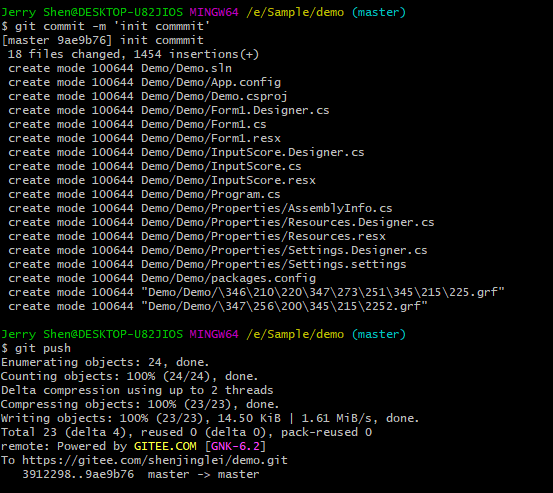 Jerry Shen@DESKTOP-U82JIOS MINGW64 /e/Sample/demo (master)
$ git commit -m 'init commmit'
[master 9ae9b76] init commmit
 18 files changed, 1454 insertions(+)
 create mode 100644 Demo/Demo.sln
 create mode 100644 Demo/Demo/App.config
 create mode 100644 Demo/Demo/Demo.csproj
 create mode 100644 Demo/Demo/Form1.Designer.cs
 create mode 100644 Demo/Demo/Form1.cs
 create mode 100644 Demo/Demo/Form1.resx
 create mode 100644 Demo/Demo/InputScore.Designer.cs
 create mode 100644 Demo/Demo/InputScore.cs
 create mode 100644 Demo/Demo/InputScore.resx
 create mode 100644 Demo/Demo/Program.cs
 create mode 100644 Demo/Demo/Properties/AssemblyInfo.cs
 create mode 100644 Demo/Demo/Properties/Resources.Designer.cs
 create mode 100644 Demo/Demo/Properties/Resources.resx
 create mode 100644 Demo/Demo/Properties/Settings.Designer.cs
 create mode 100644 Demo/Demo/Properties/Settings.settings
 create mode 100644 Demo/Demo/packages.config
 create mode 100644 "Demo/Demo/\346\210\220\347\273\251\345\215\225.grf"
 create mode 100644 "Demo/Demo/\347\256\200\345\215\2252.grf"
Jerry Shen@DESKTOP-U82JIOS MINGW64 /e/Sample/demo (master)
$ git push
Enumerating objects: 24, done.
Counting objects: 100% (24/24), done.
Delta compression using up to 2 threads
Compressing objects: 100% (23/23), done.
Writing objects: 100% (23/23), 14.50 KiB | 1.61 MiB/s, done.
Total 23 (delta 4), reused 0 (delta 0), pack-reused 0
remote: Powered by GITEE.COM [GNK-6.2]
To https://gitee.com/shenjinglei/demo.git
   3912298..9ae9b76  master -> master